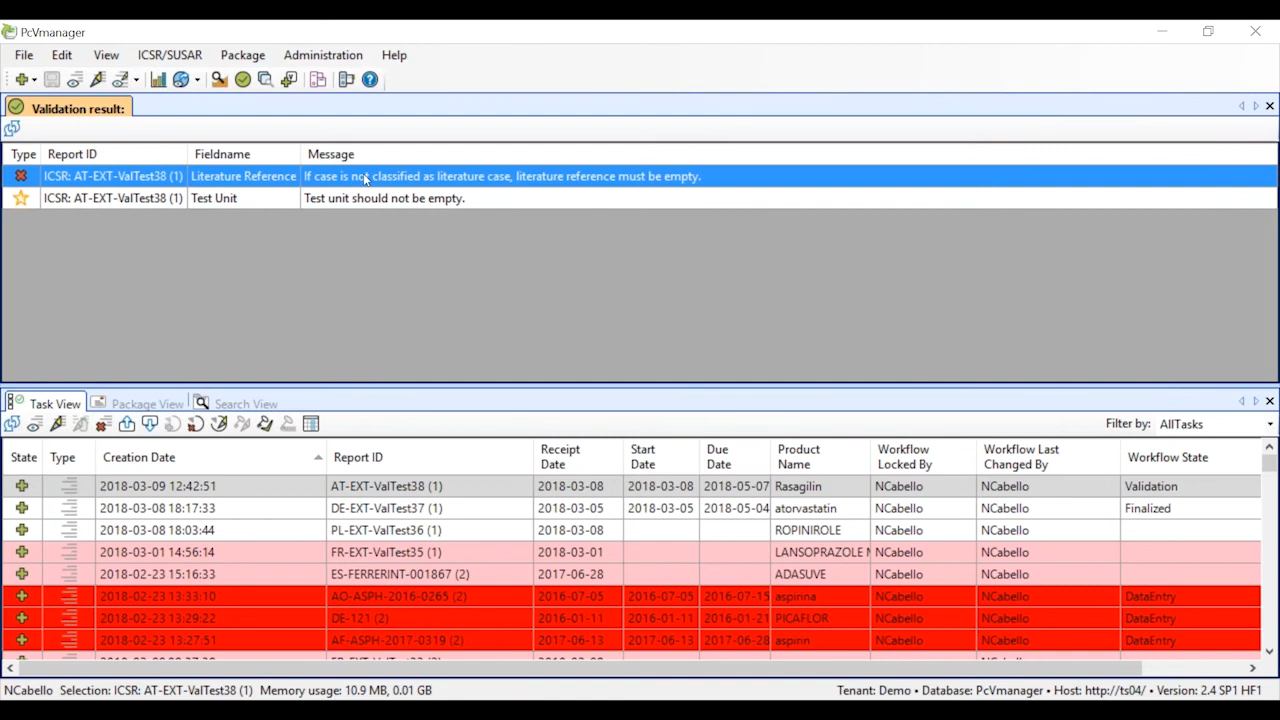 PcVmanager
File Edit View ICSR/SUSAR Package Administration Help
Validation result:
Type Report ID Fieldname Message
ICSR: AT-EXT-ValTest38 (1) Literature Reference If case is not classified as literature case, literature reference must be empty.
ICSR: AT-EXT-ValTest38 (1) Test Unit Test unit should not be empty.
Task View Package View Search View
Filter by: AllTasks
State Type Creation Date Report ID Receipt Date Start Date Due Date Product Name Workflow Locked By Workflow Last Changed By Workflow State
2018-03-09 12:42:51 AT-EXT-ValTest38 (1) 2018-03-08 2018-03-08 2018-05-07 Rasagilin NCabello NCabello Validation
2018-03-08 18:17:33 DE-EXT-ValTest37 (1) 2018-03-05 2018-03-05 2018-05-04 atorvastatin NCabello NCabello Finalized
2018-03-08 18:03:44 PL-EXT-ValTest36 (1) 2018-03-08 ROPINIROLE NCabello NCabello
2018-03-01 14:56:14 FR-EXT-ValTest35 (1) 2018-03-01 LANSOPRAZOLE NCabello NCabello
2018-02-23 15:16:33 ES-FERRERINT-001867 (2) 2017-06-28 ADASUVE NCabello NCabello
2018-02-23 13:33:10 AO-ASPH-2016-0265 (2) 2016-07-05 2016-07-05 2016-07-15 aspirina NCabello NCabello DataEntry
2018-02-23 13:29:22 DE-121 (2) 2016-01-11 2016-01-11 2016-01-21 PICAFLOR NCabello NCabello DataEntry
2018-02-23 13:27:51 AF-ASPH-2017-0319 (2) 2017-06-13 2017-06-13 2017-06-28 aspirin NCabello NCabello DataEntry
NCabello Selection: ICSR: AT-EXT-ValTest38 (1) Memory usage: 10.9 MB, 0.01 GB Tenant: Demo • Database: PcVmanager • Host: http://ts04/ • Version: 2.4 SP1 HF1